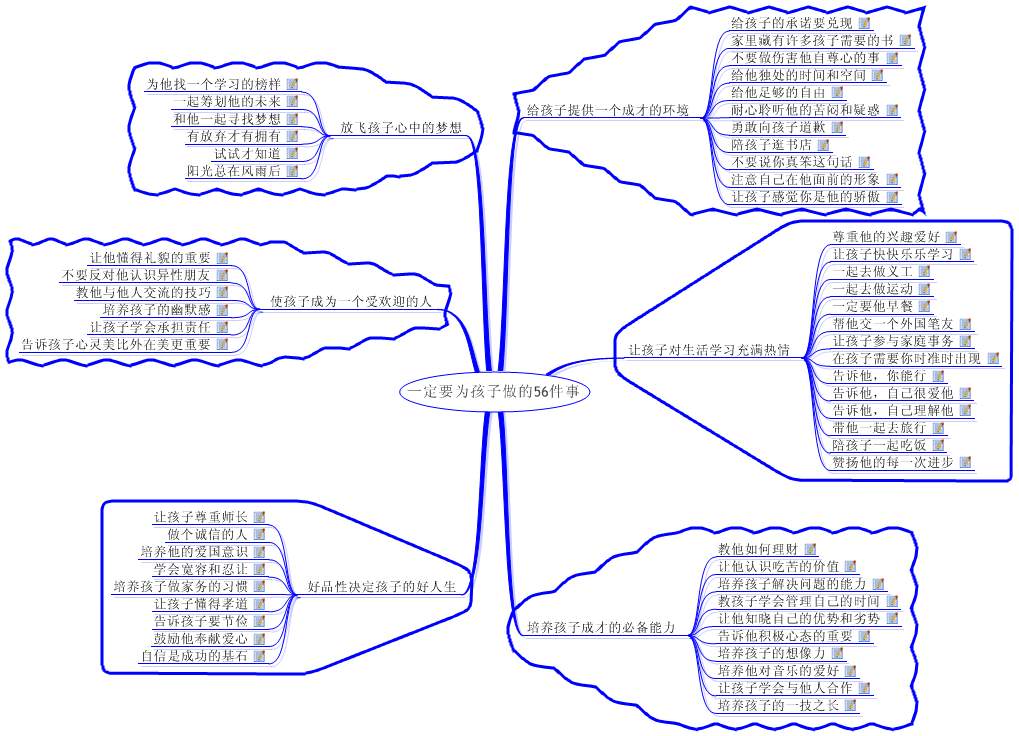 一定要为孩子做的56件事
给孩子提供一个成才的环境
给孩子的承诺要兑现
家里藏有许多孩子需要的书
不要做伤害他自尊心的事
给他独处的时间和空间
给他足够的自由
耐心聆听他的苦闷和疑惑
勇敢向孩子道歉
陪孩子逛书店
不要说你真笨这句话
注意自己在他面前的形象
让孩子感觉你是他的骄傲
让孩子对生活学习充满热情
尊重他的兴趣爱好
让孩子快快乐乐学习
一起去做义工
一起去做运动
一定要他早餐
帮他交一个外国笔友
让孩子参与家庭事务
在孩子需要你时准时出现
告诉他，你能行
告诉他，自己很爱他
告诉他，自己理解他
带他一起去旅行
陪孩子一起吃饭
赞扬他的每一次进步
培养孩子成才的必备能力
教他如何理财
让他认识吃苦的价值
培养孩子解决问题的能力
教孩子学会管理自己的时间
让他知晓自己的优势和劣势
告诉他积极心态的重要
培养孩子的想像力
培养他对音乐的爱好
让孩子学会与他人合作
培养孩子的一技之长
放飞孩子心中的梦想
为他找一个学习的榜样
一起筹划他的未来
和他一起寻找梦想
有放弃才有拥有
试试才知道
阳光总在风雨后
使孩子成为一个受欢迎的人
让他懂得礼貌的重要
不要反对他认识异性朋友
教他与他人交流的技巧
培养孩子的幽默感
让孩子学会承担责任
告诉孩子心灵美比外在美更重要
好品性决定孩子的好人生
让孩子尊重师长
做个诚信的人
培养他的爱国意识
学会宽容和忍让
培养孩子做家务的习惯
让孩子懂得孝道
告诉孩子要节俭
鼓励他奉献爱心
自信是成功的基石